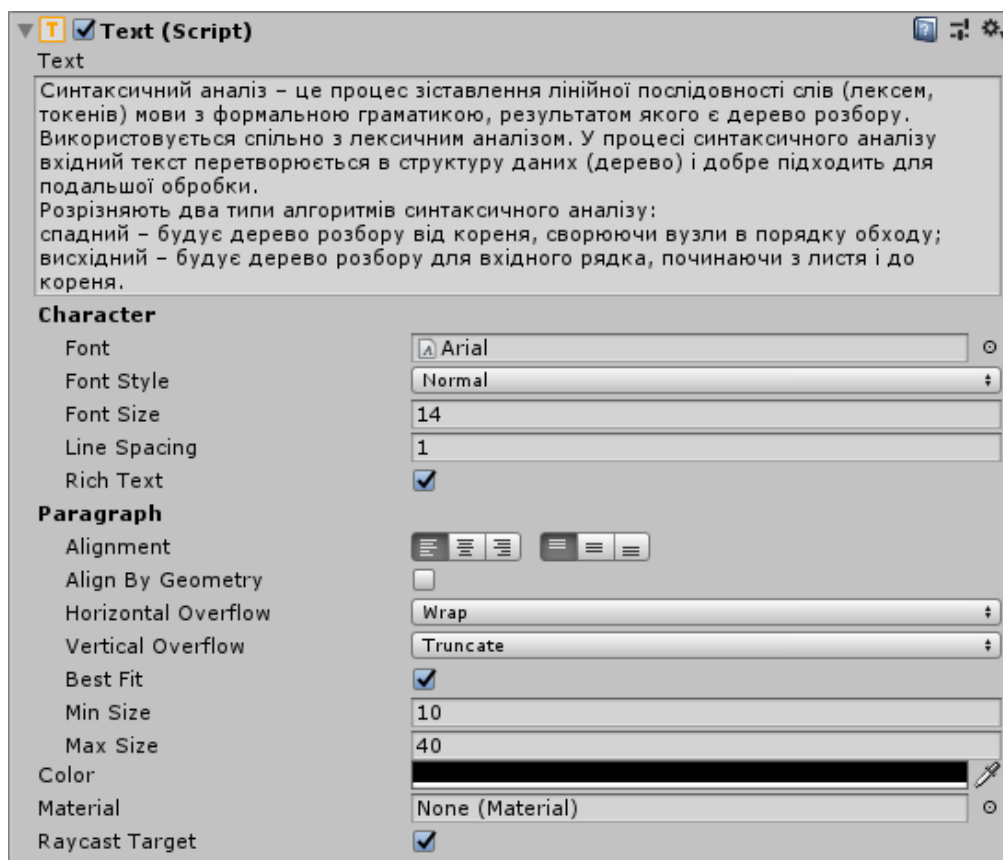 Text (Script)
Text
Синтаксичний аналіз – це процес зіставлення лінійної послідовності слів (лексем,
токенів) мови з формальною граматикою, результатом якого є дерево розбору.
Використовується спільно з лексичним аналізом. У процесі синтаксичного аналізу
вхідний текст перетворюється в структуру даних (дерево) і добре підходить для
подальшої обробки.
Розрізняють два типи алгоритмів синтаксичного аналізу:
спадний – будує дерево розбору від кореня, сворюючи вузли в порядку обходу;
висхідний – будує дерево розбору для вхідного рядка, починаючи з листя і до
кореня.
Character
Font Arial
Font Style Normal
Font Size 14
Line Spacing 1
Rich Text
Paragraph
Alignment
Align By Geometry
Horizontal Overflow Wrap
Vertical Overflow Truncate
Best Fit
Min Size 10
Max Size 40
Color
Material None (Material)
Raycast Target